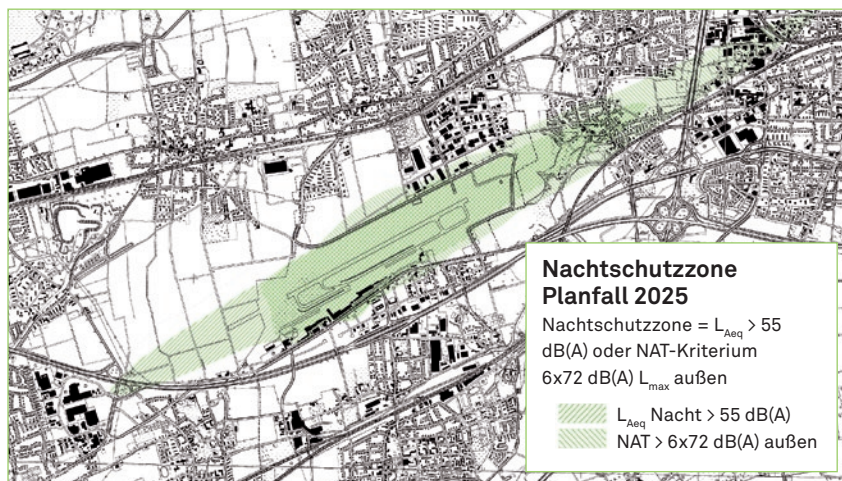 Nachtschutzzone
Planfall 2025
Nachtschutzzone = LAeq > 55
dB(A) oder NAT-Kriterium
6x72 dB(A) Lmax außen
LAeq Nacht > 55 dB(A)
NAT > 6x72 dB(A) außen